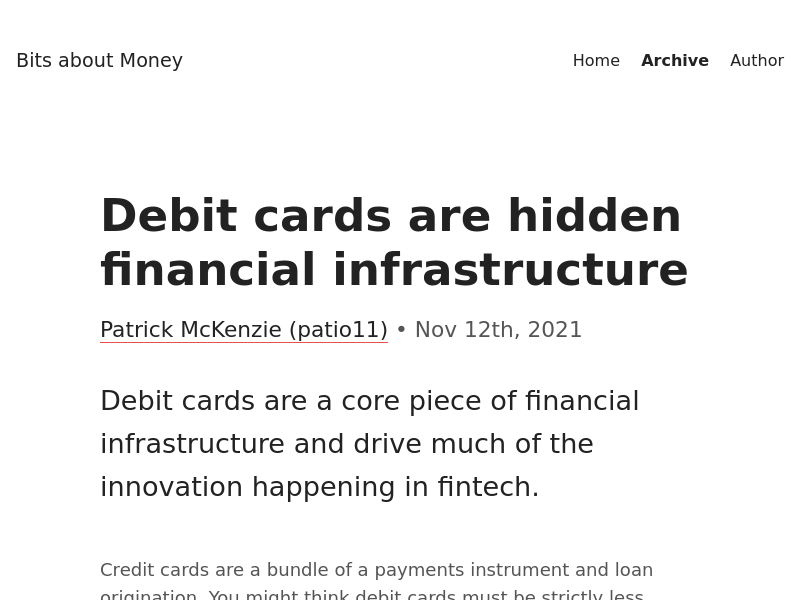 Bits about Money
Home Archive Author
Debit cards are hidden
financial infrastructure
Patrick McKenzie (patio11) • Nov 12th, 2021
Debit cards are a core piece of financial
infrastructure and drive much of the
innovation happening in fintech.
Credit cards are a bundle of a payments instrument and loan
origination. You might think debit cards must be strictly less